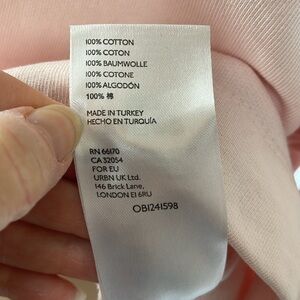 100% COTTON
100% COTON
100% BAUMWOLLE
100% COTONE
100% ALGODÓN
100% 棉
MADE IN TURKEY
HECHO EN TURQUÍA
RN 66170
CA 32054
FOR EU
URBN UK Ltd.
146 Brick Lane,
LONDON E1 6RU
OB1241598